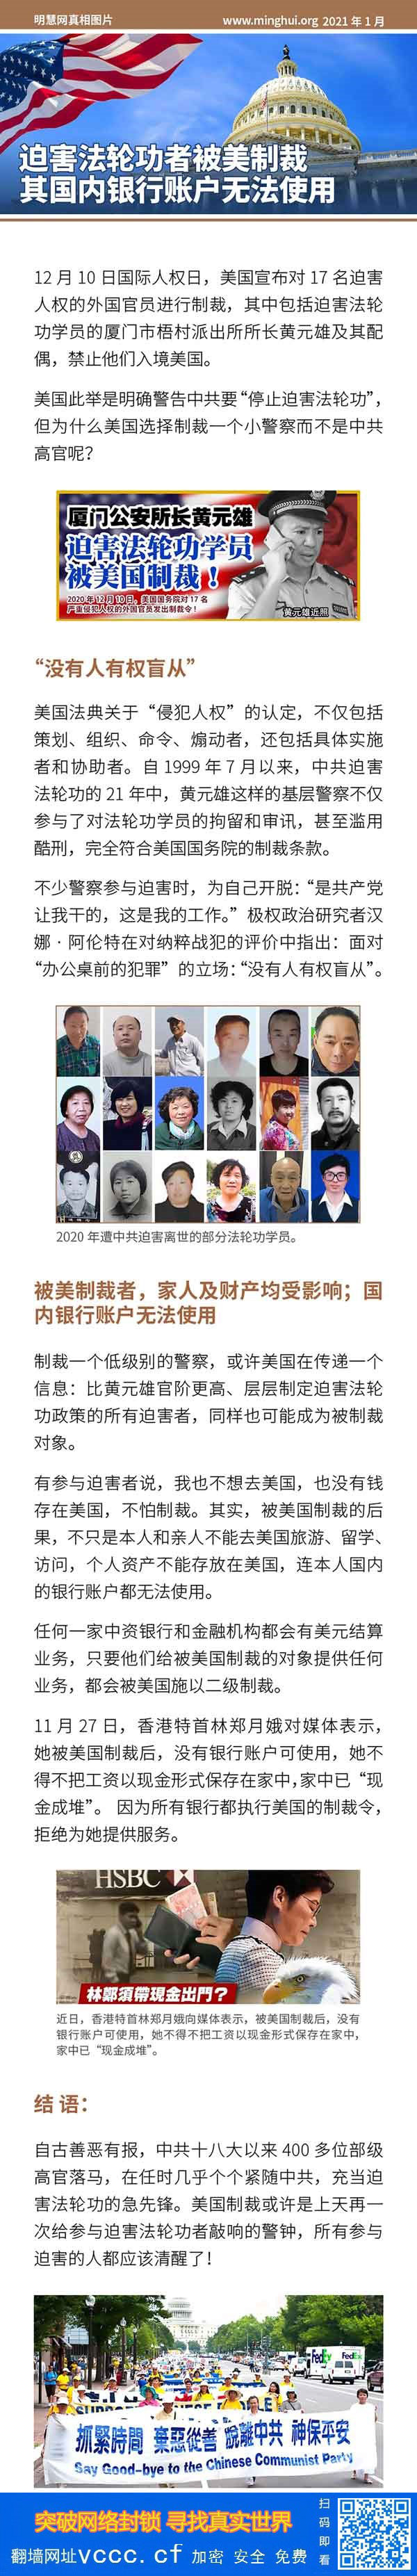 明慧网真相图片
www.minghui.org 2021 年 1 月
迫害法轮功者被美制裁
其国内银行账户无法使用
12 月 10 日国际人权日，美国宣布对 17 名迫害
人权的外国官员进行制裁，其中包括迫害法轮
功学员的厦门市梧村派出所所长黄元雄及其配
偶，禁止他们入境美国。
美国此举是明确警告中共要“停止迫害法轮功”，
但为什么美国选择制裁一个小警察而不是中共
高官呢？
厦门公安所长黄元雄
迫害法轮功学员
被美国制裁！
2020 年 12 月 10 日，美国国务院对 17 名
严重侵犯人权的外国官员发出制裁令！
黄元雄近照
“没有人有权盲从”
美国法典关于“侵犯人权”的认定，不仅包括
策划、组织、命令、煽动者，还包括具体实施
者和协助者。自 1999 年 7 月以来，中共迫害
法轮功的 21 年中，黄元雄这样的基层警察不仅
参与了对法轮功学员的拘留和审讯，甚至滥用
酷刑，完全符合美国国务院的制裁条款。
不少警察参与迫害时，为自己开脱：“是共产党
让我干的，这是我的工作。”极权政治研究者汉
娜 · 阿伦特在对纳粹战犯的评价中指出：面对
“办公桌前的犯罪”的立场：“没有人有权盲从”。
2020 年遭中共迫害离世的部分法轮功学员。
被美制裁者，家人及财产均受影响；国
内银行账户无法使用
制裁一个低级别的警察，或许美国在传递一个
信息：比黄元雄官阶更高、层层制定迫害法轮
功政策的所有迫害者，同样也可能成为被制裁
对象。
有参与迫害者说，我也不想去美国，也没有钱
存在美国，不怕制裁。其实，被美国制裁的后
果，不只是本人和亲人不能去美国旅游、留学、
访问，个人资产不能存放在美国，连本人国内
的银行账户都无法使用。
任何一家中资银行和金融机构都会有美元结算
业务，只要他们给被美国制裁的对象提供任何
业务，都会被美国施以二级制裁。
11 月 27 日，香港特首林郑月娥对媒体表示，
她被美国制裁后，没有银行账户可使用，她不
得不把工资以现金形式保存在家中，家中已“现
金成堆”。 因为所有银行都执行美国的制裁令，
拒绝为她提供服务。
HSBC
林鄭須帶現金出門？
近日，香港特首林郑月娥向媒体表示，被美国制裁后，没有
银行账户可使用，她不得不把工资以现金形式保存在家中，
家中已“现金成堆”。
结 语：
自古善恶有报，中共十八大以来 400 多位部级
高官落马，在任时几乎个个紧随中共，充当迫
害法轮功的急先锋。美国制裁或许是上天再一
次给参与迫害法轮功者敲响的警钟，所有参与
迫害的人都应该清醒了！
FedEx
FedEx
抓緊時間 棄惡從善 脫離中共 神保平安
Say Good-bye to the Chinese Communist Party
突破网络封锁 寻找真实世界
翻墙网址vccc. cf 加密 安全 免费
扫码即看